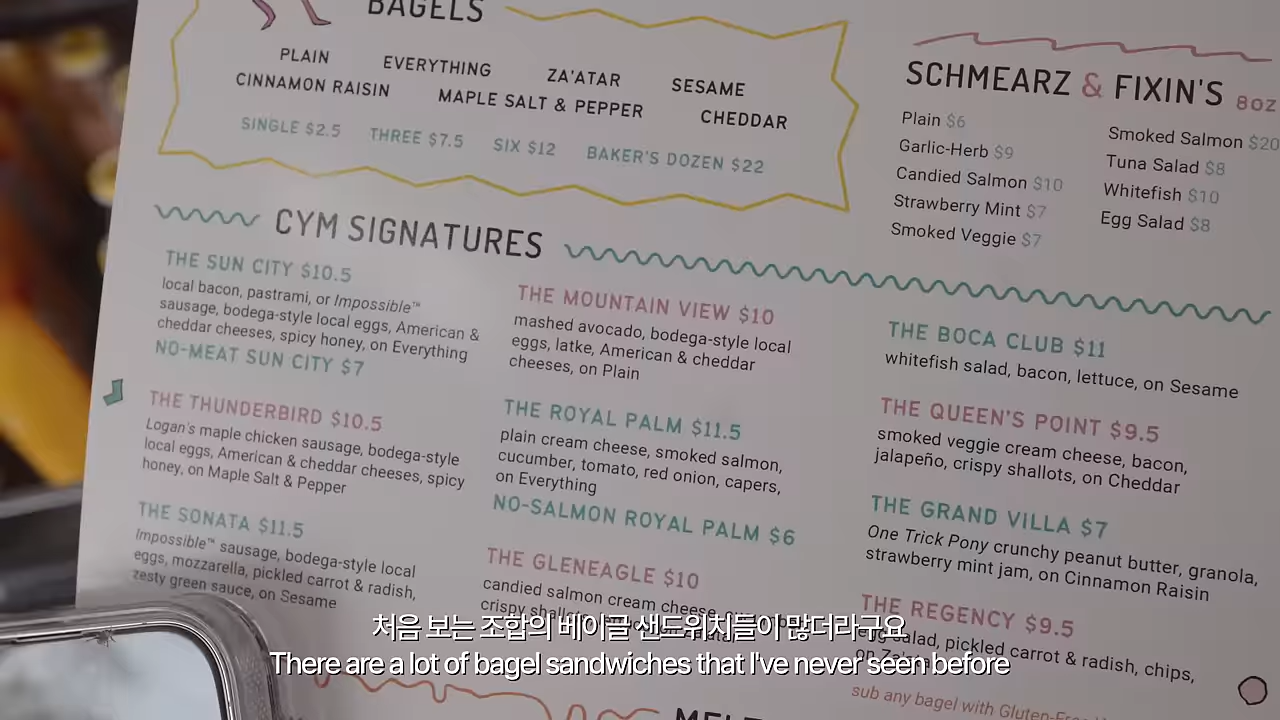 BAGELS
PLAIN EVERYTHING ZA'ATAR SESAME
CINNAMON RAISIN MAPLE SALT & PEPPER CHEDDAR
SINGLE $2.5 THREE $7.5 SIX $12 BAKER'S DOZEN $22
SCHMEARZ & FIXIN'S 8OZ
Plain $6
Garlic-Herb $9
Candied Salmon $10
Strawberry Mint $7
Smoked Veggie $7
Smoked Salmon $20
Tuna Salad $8
Whitefish $10
Egg Salad $8
CYM SIGNATURES
THE SUN CITY $10.5
local bacon, pastrami, or Impossible™
sausage, bodega-style local eggs, American &
cheddar cheeses, spicy honey, on Everything
NO-MEAT SUN CITY $7
THE THUNDERBIRD $10.5
Logan's maple chicken sausage, bodega-style
local eggs, American & cheddar cheeses, spicy
honey, on Maple Salt & Pepper
THE SONATA $11.5
Impossible™ sausage, bodega-style local
eggs, mozzarella, pickled carrot & radish,
zesty green sauce, on Sesame
THE MOUNTAIN VIEW $10
mashed avocado, bodega-style local
eggs, latke, American & cheddar
cheeses, on Plain
THE ROYAL PALM $11.5
plain cream cheese, smoked salmon,
cucumber, tomato, red onion, capers,
on Everything
NO-SALMON ROYAL PALM $6
THE GLENEAGLE $10
candied salmon cream cheese,
crispy
THE BOCA CLUB $11
whitefish salad, bacon, lettuce, on Sesame
THE QUEEN'S POINT $9.5
smoked veggie cream cheese, bacon,
jalapeño, crispy shallots, on Cheddar
THE GRAND VILLA $7
One Trick Pony crunchy peanut butter, granola,
strawberry mint jam, on Cinnamon Raisin
THE REGENCY $9.5
egg salad, pickled carrot & radish, chips,
on
sub any bagel with
처음 보는 조합의 베이글 샌드위치들이 많더라구요
There are a lot of bagel sandwiches that I've never seen before